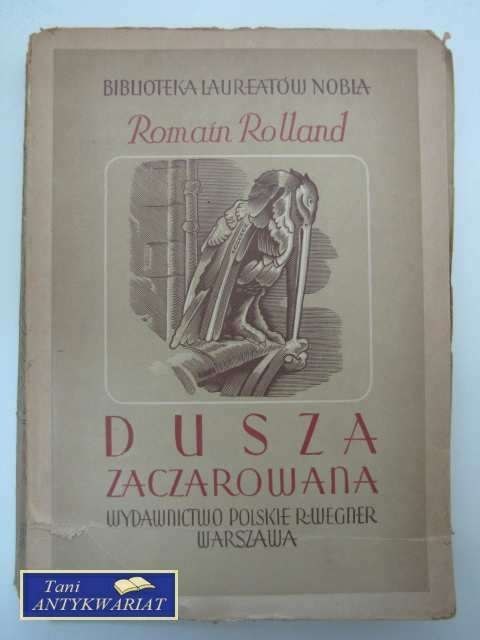 BIBLIOTEKA LAUREATÓW NOBLA
Romain Rolland
DUSZA
ZACZAROWANA
WYDAWNICTWO POLSKIE R·WEGNER
WARSZAWA
Tani
ANTYKWARIAT